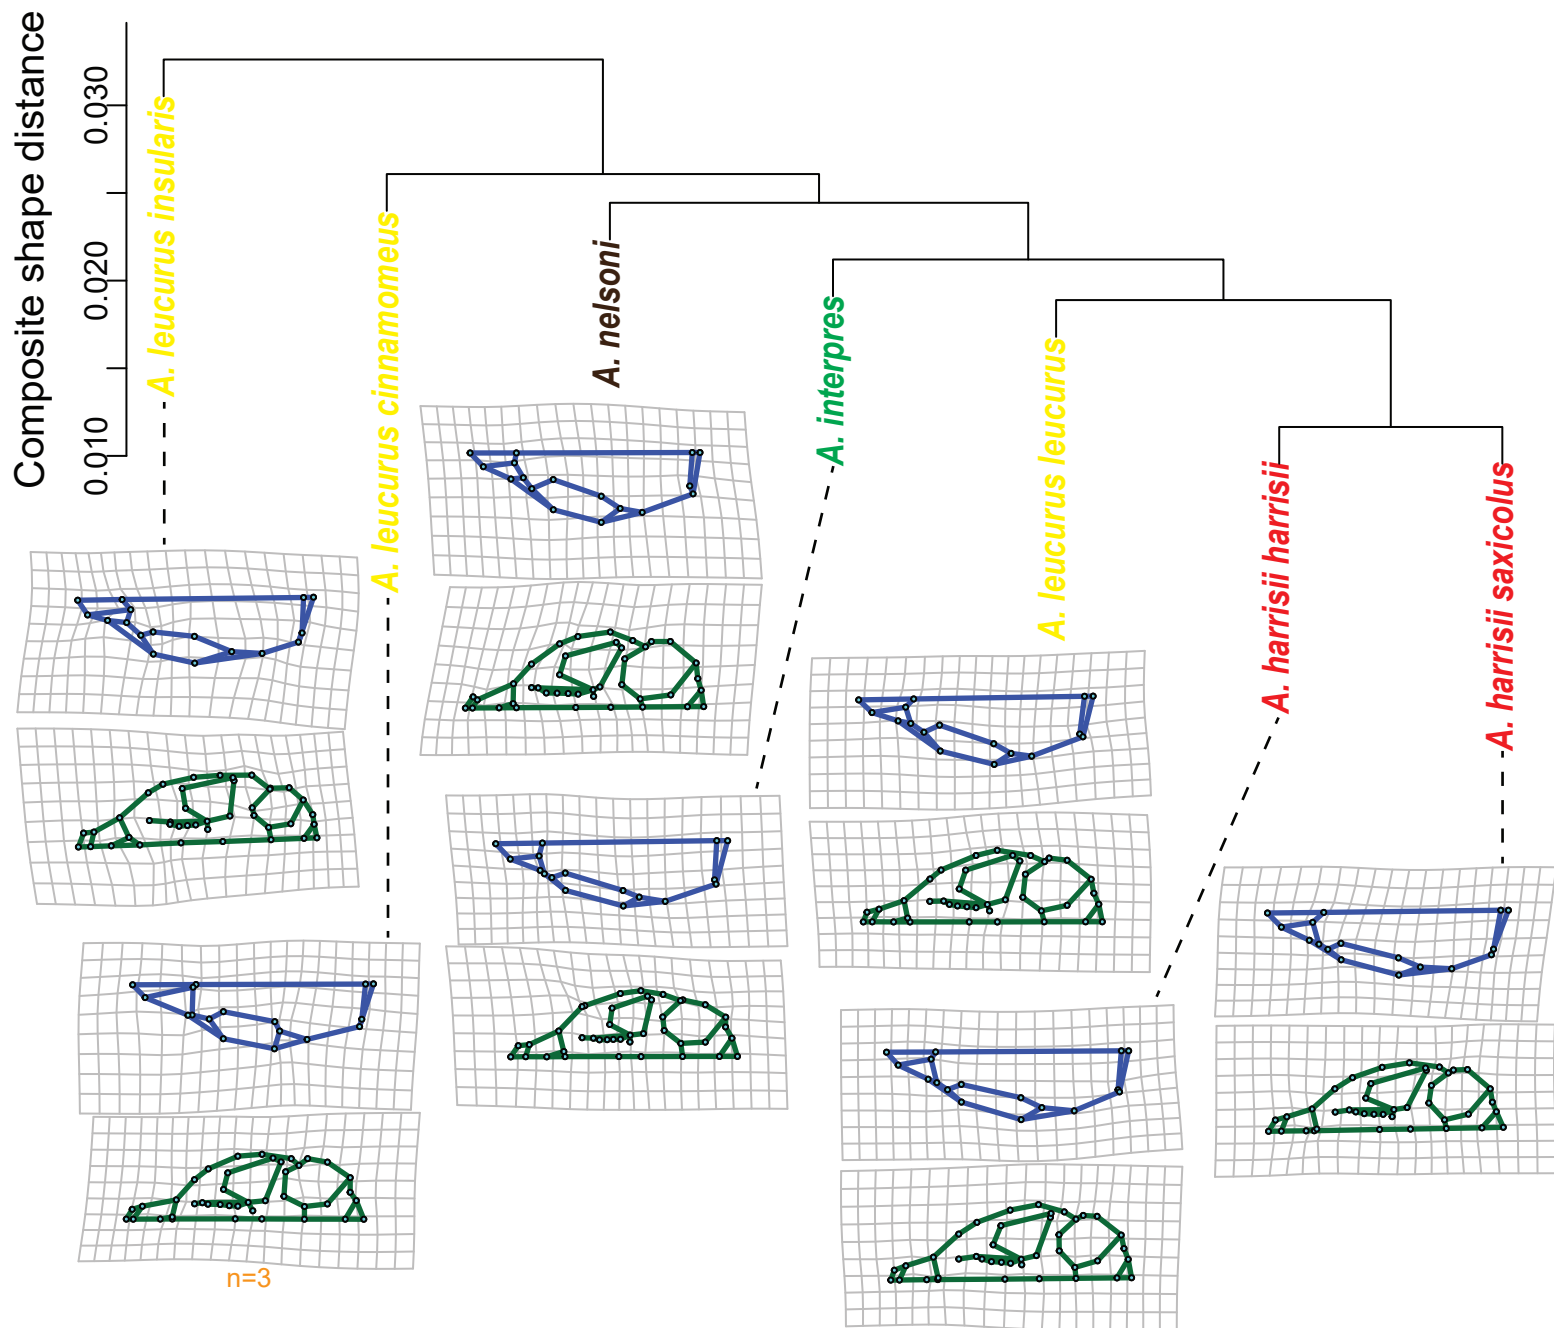 Composite shape distance
0.030
0.020
0.010
A. leucurus insularis
A. leucurus cinnamomeus
A. nelsoni
A. interpres
A. leucurus leucurus
A. harrisii harrisii
A. harrisii saxicolus
n=3